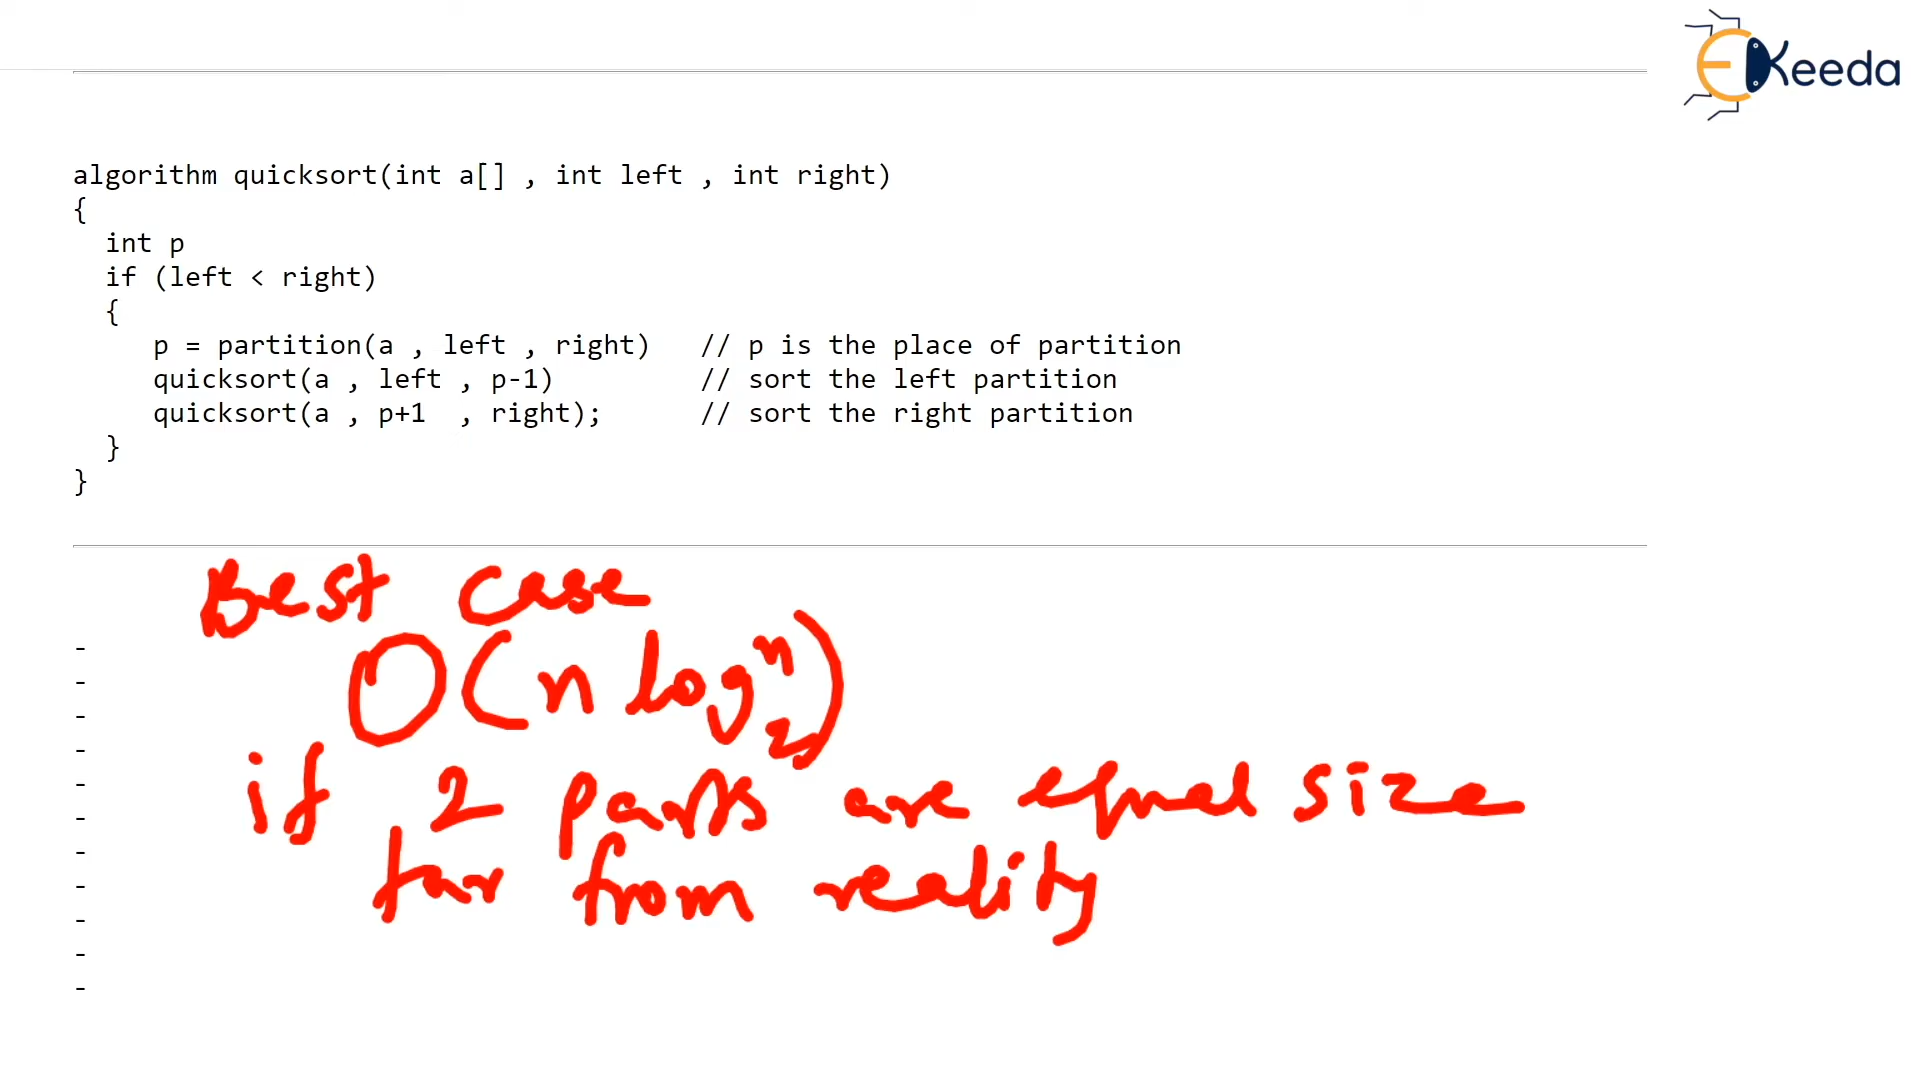 EKeeda
algorithm quicksort(int a[] , int left , int right)
{
int p
if (left < right)
{
p = partition(a , left , right) // p is the place of partition
quicksort(a , left , p-1) // sort the left partition
quicksort(a , p+1 , right); // sort the right partition
}
}
Best case
-
O(n log₂ⁿ)
-
-
-
if 2 parts are equal size
-
-
-
far from reality
-
-
-
-